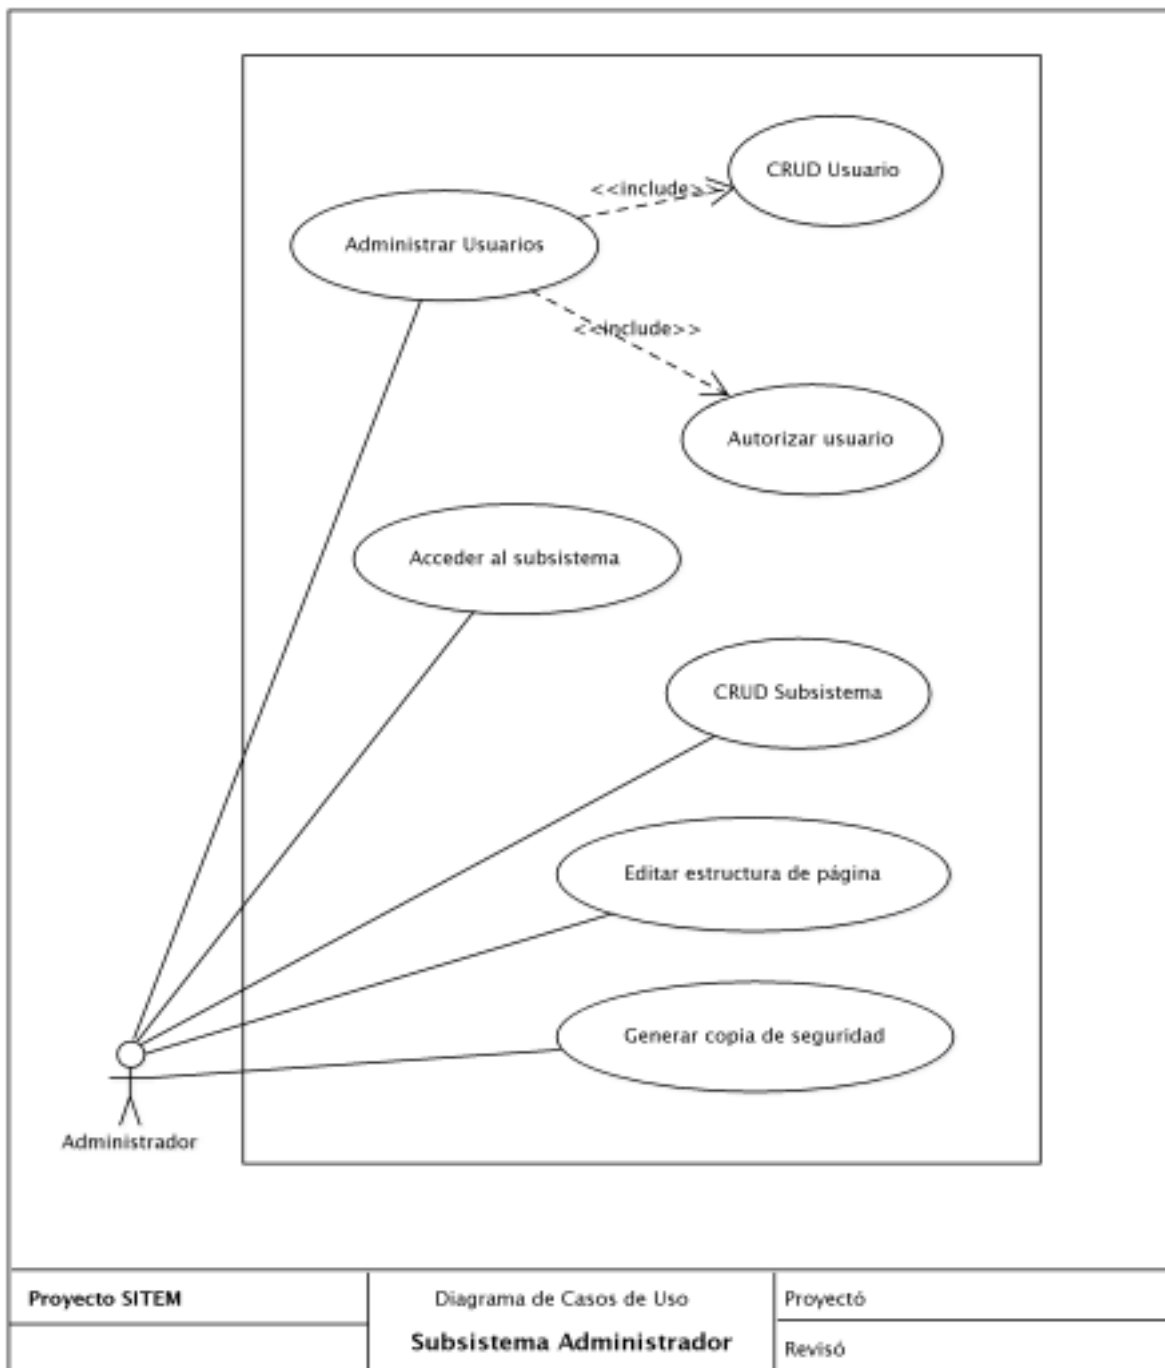 CRUD Usuario
<<include>>
Administrar Usuarios
<<include>>
Autorizar usuario
Acceder al subsistema
CRUD Subsistema
Editar estructura de página
Generar copia de seguridad
Administrador
Proyecto SITEM
Diagrama de Casos de Uso
Subsistema Administrador
Proyectó
Revisó